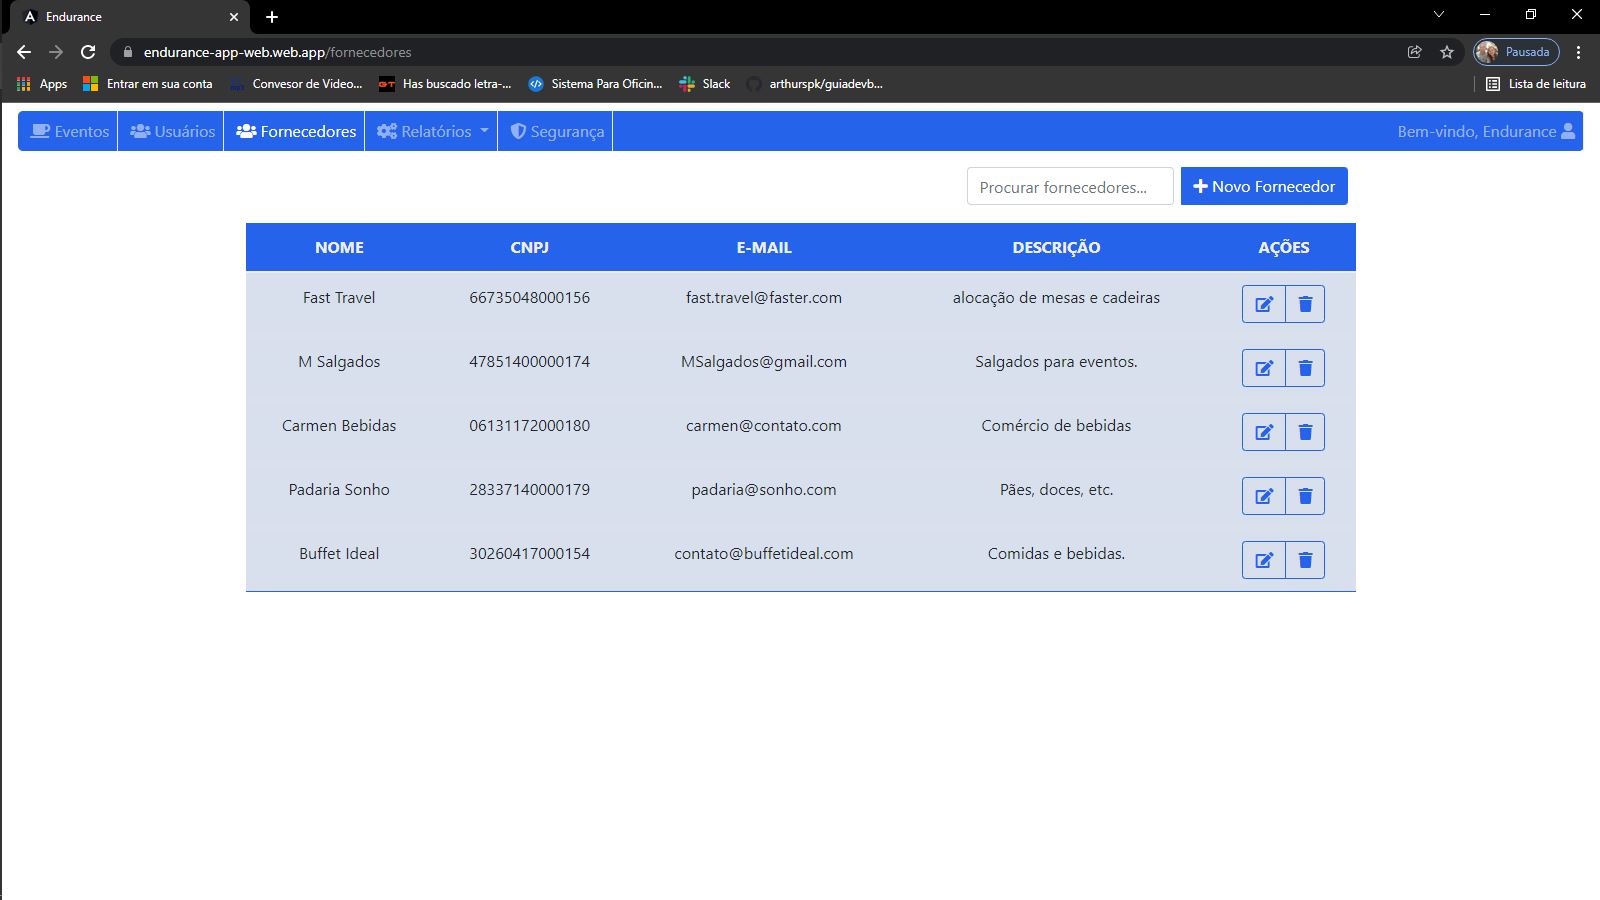 Endurance
endurance-app-web.web.app/fornecedores
Pausada
Apps
Entrar em sua conta
Convesor de Video...
GT Has buscado letra-...
Sistema Para Oficin...
Slack
arthurspk/guiadevb...
Lista de leitura
Eventos
Usuários
Fornecedores
Relatórios
Segurança
Bem-vindo, Endurance
Procurar fornecedores...
Novo Fornecedor
NOME CNPJ E-MAIL DESCRIÇÃO AÇÕES
Fast Travel 66735048000156 fast.travel@faster.com alocação de mesas e cadeiras
M Salgados 47851400000174 MSalgados@gmail.com Salgados para eventos.
Carmen Bebidas 06131172000180 carmen@contato.com Comércio de bebidas
Padaria Sonho 28337140000179 padaria@sonho.com Pães, doces, etc.
Buffet Ideal 30260417000154 contato@buffetideal.com Comidas e bebidas.